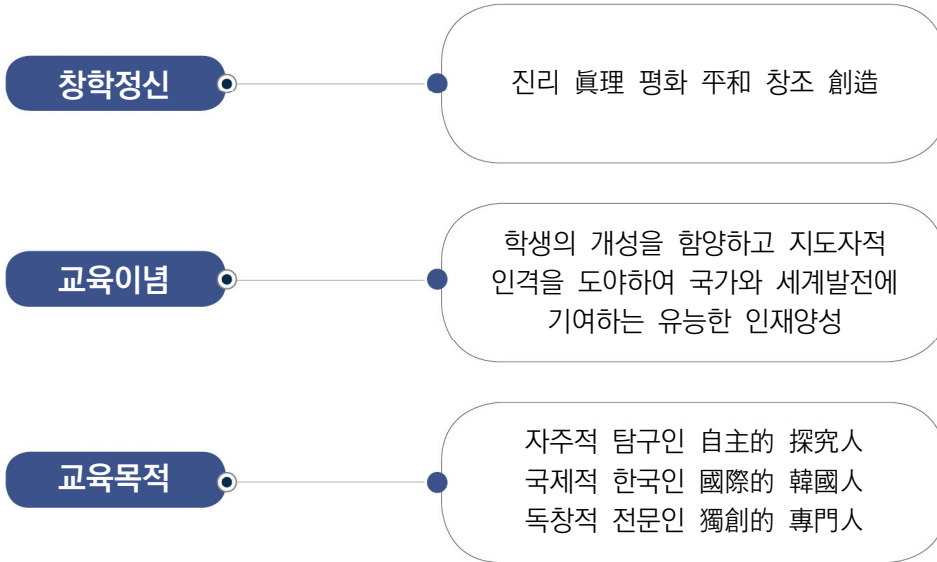 창학정신
진리 眞理 평화 平和 창조 創造
교육이념
학생의 개성을 함양하고 지도자적
인격을 도야하여 국가와 세계발전에
기여하는 유능한 인재양성
교육목적
자주적 탐구인 自主的 探究人
국제적 한국인 國際的 韓國人
독창적 전문인 獨創的 專門人